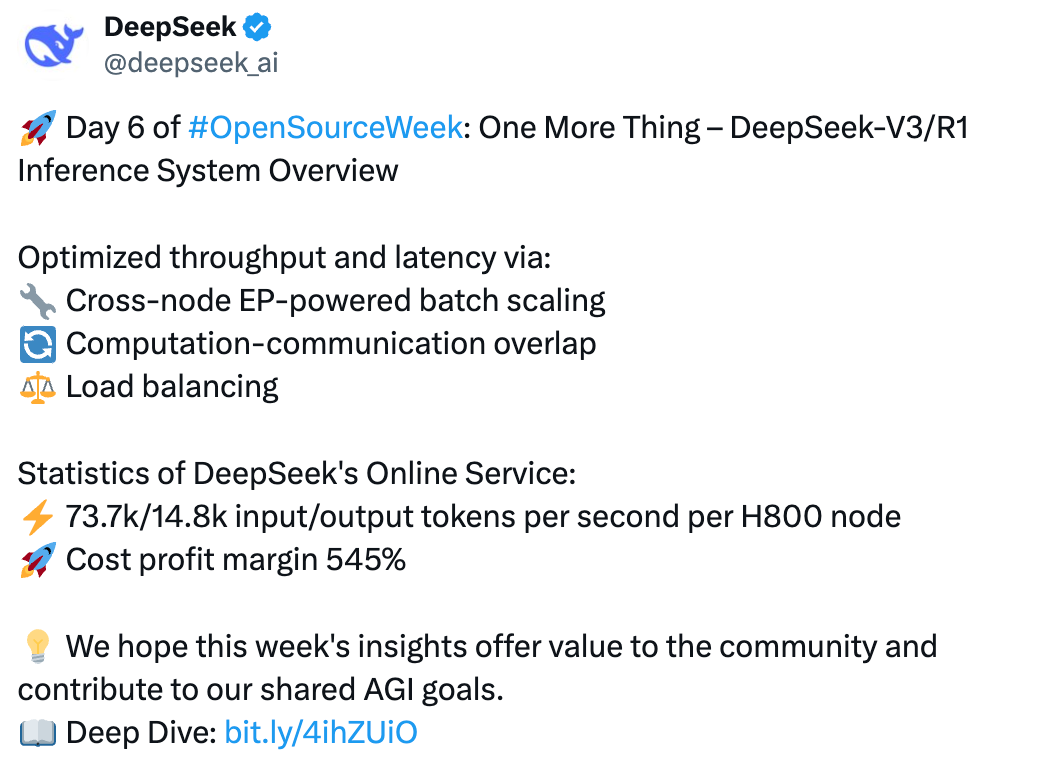 DeepSeek
@deepseek_ai
🚀 Day 6 of #OpenSourceWeek: One More Thing – DeepSeek-V3/R1
Inference System Overview
Optimized throughput and latency via:
🔧 Cross-node EP-powered batch scaling
🔄 Computation-communication overlap
⚖️ Load balancing
Statistics of DeepSeek's Online Service:
⚡ 73.7k/14.8k input/output tokens per second per H800 node
🚀 Cost profit margin 545%
💡 We hope this week's insights offer value to the community and
contribute to our shared AGI goals.
📖 Deep Dive: bit.ly/4ihZUiO